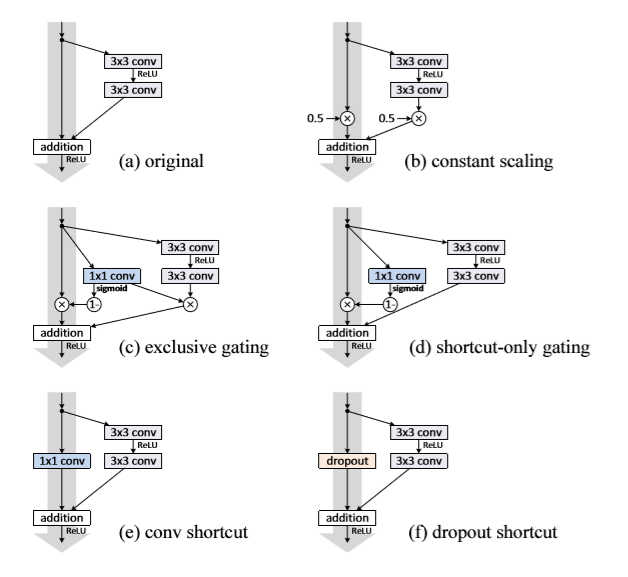 3x3 conv
ReLU
3x3 conv
addition
ReLU
(a) original
3x3 conv
ReLU
3x3 conv
0.5
×
0.5
×
addition
ReLU
(b) constant scaling
3x3 conv
ReLU
1x1 conv
3x3 conv
sigmoid
×
1-
×
addition
ReLU
(c) exclusive gating
3x3 conv
ReLU
1x1 conv
3x3 conv
sigmoid
×
1-
addition
ReLU
(d) shortcut-only gating
3x3 conv
ReLU
1x1 conv
3x3 conv
addition
ReLU
(e) conv shortcut
3x3 conv
ReLU
dropout
3x3 conv
addition
ReLU
(f) dropout shortcut